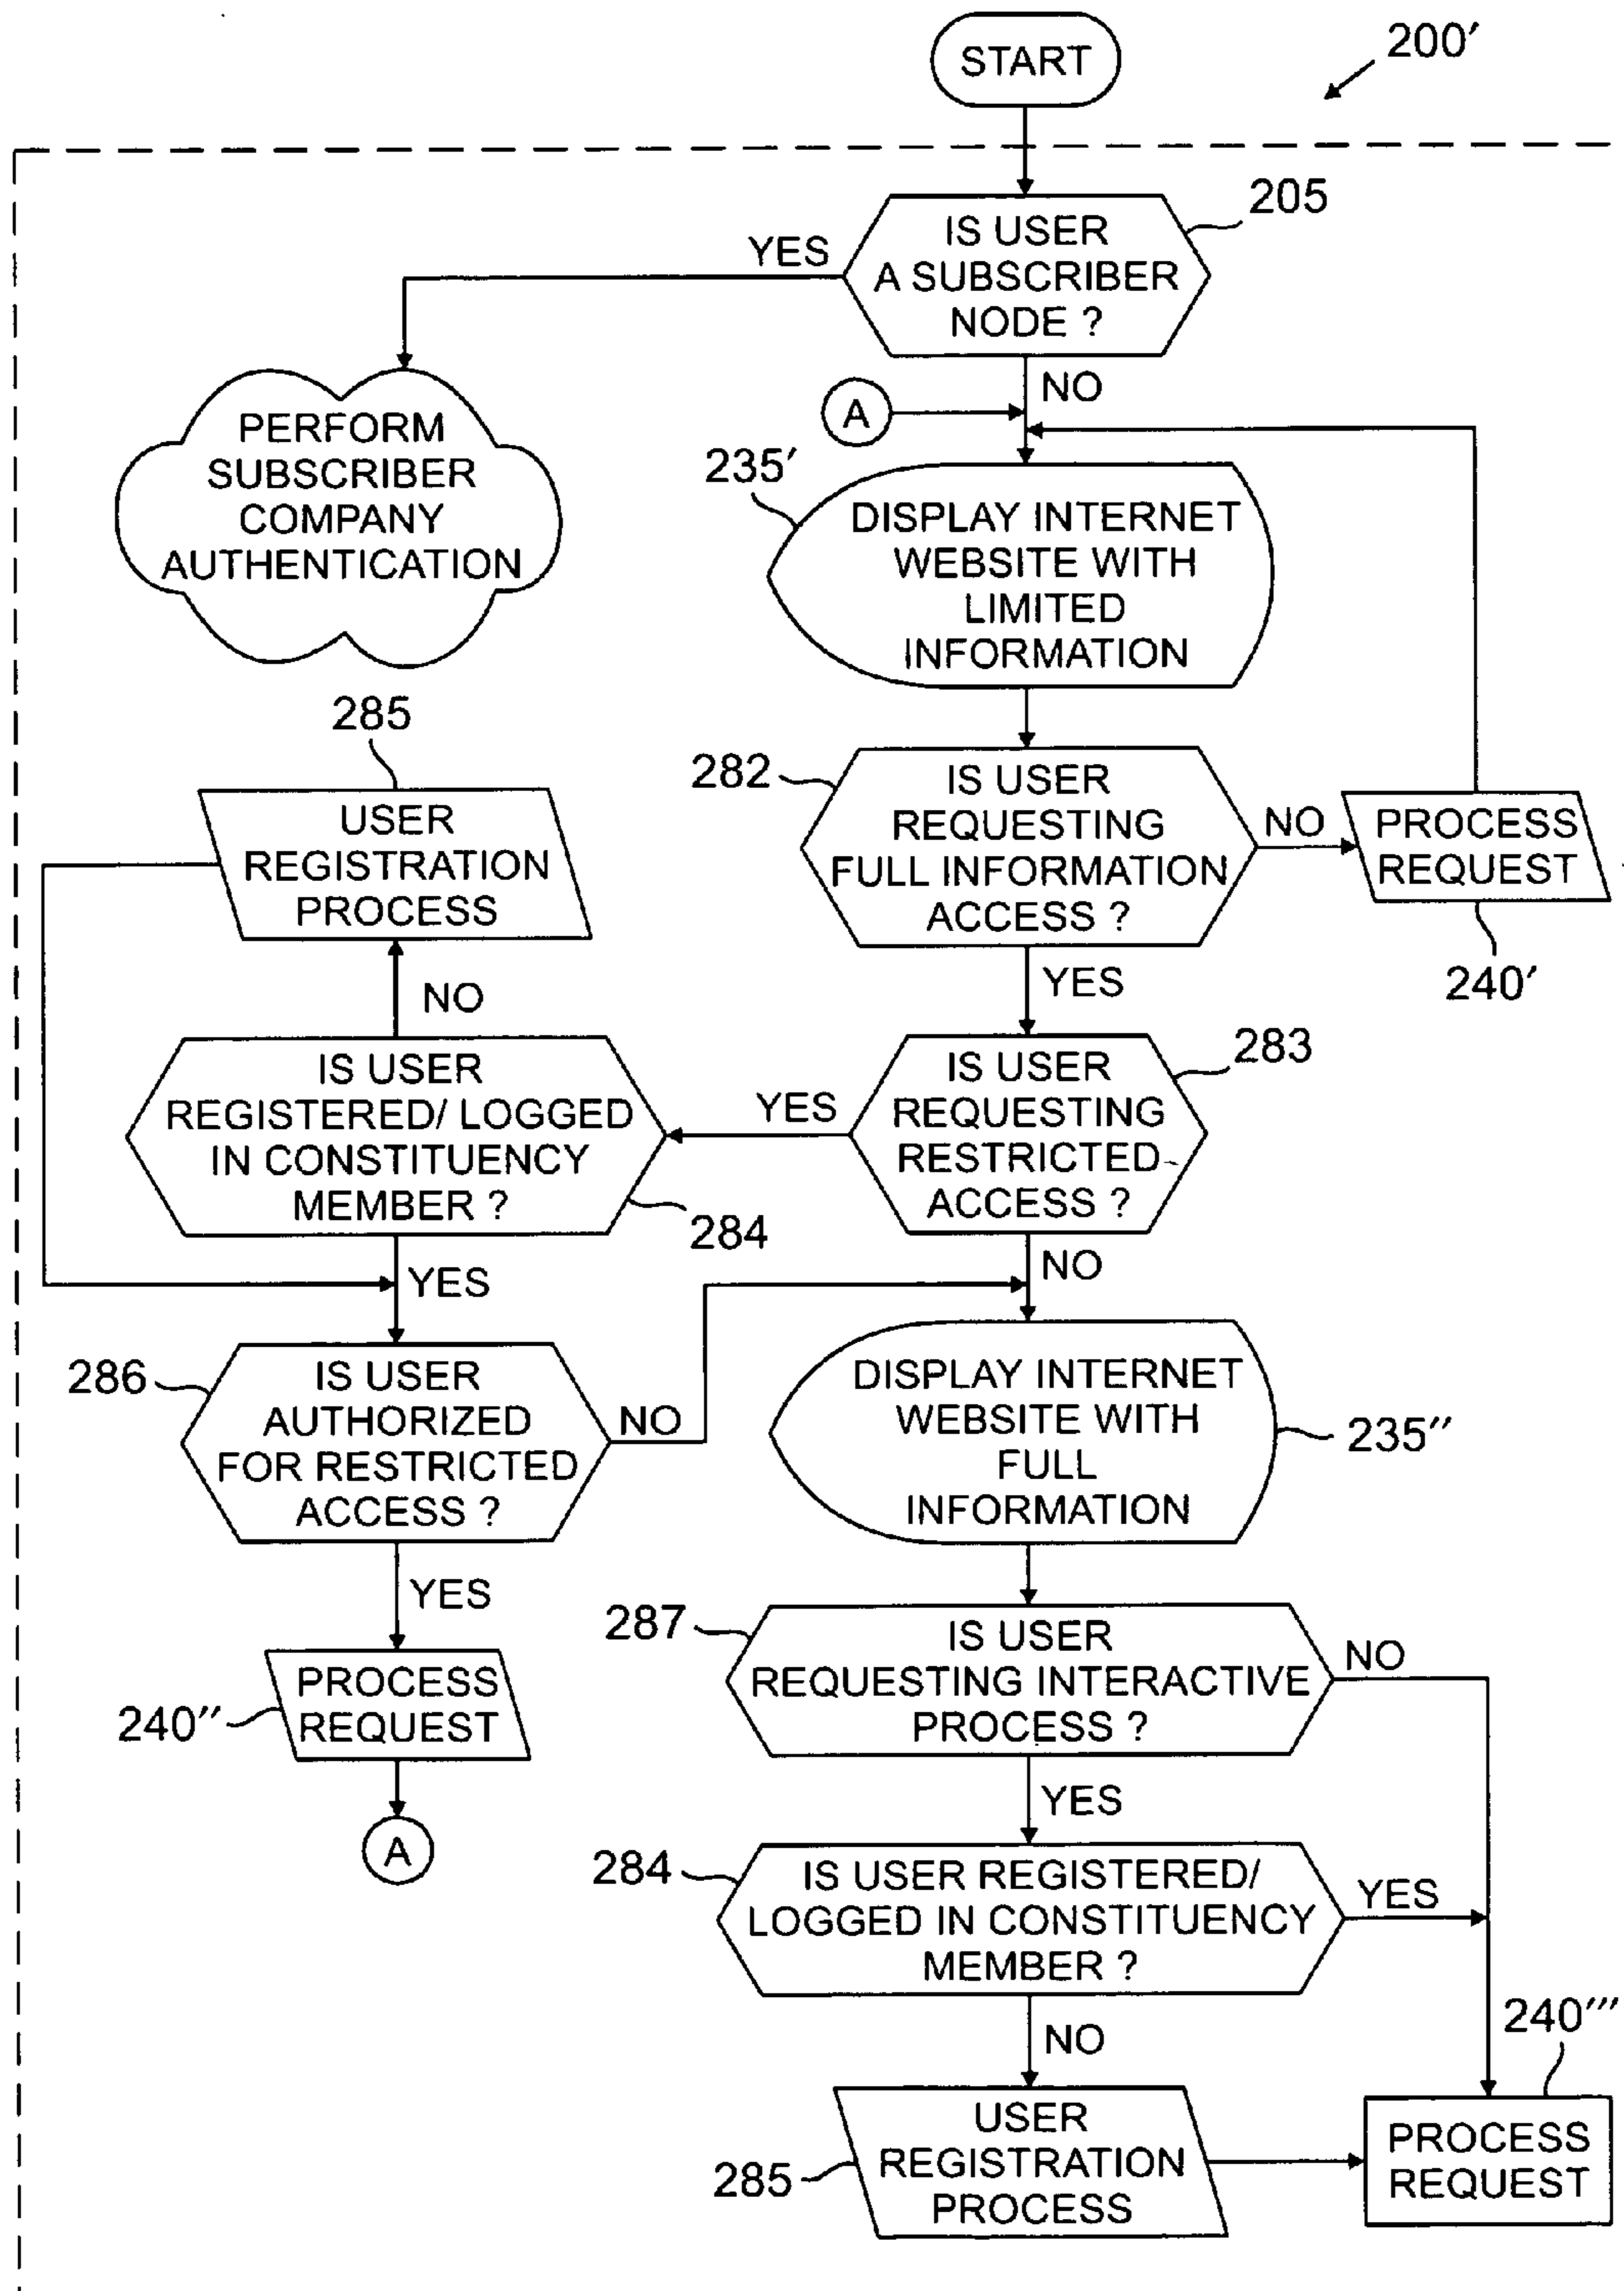 START
200′
205
IS USER
A SUBSCRIBER
NODE ?
YES
NO
A
PERFORM
SUBSCRIBER
COMPANY
AUTHENTICATION
235′
DISPLAY INTERNET
WEBSITE WITH
LIMITED
INFORMATION
285
USER
REGISTRATION
PROCESS
282
IS USER
REQUESTING
FULL INFORMATION
ACCESS ?
NO
PROCESS
REQUEST
240′
YES
NO
IS USER
REGISTERED/ LOGGED
IN CONSTITUENCY
MEMBER ?
284
YES
IS USER
REQUESTING
RESTRICTED
ACCESS ?
283
YES
NO
286
IS USER
AUTHORIZED
FOR RESTRICTED
ACCESS ?
NO
DISPLAY INTERNET
WEBSITE WITH
FULL
INFORMATION
235″
YES
240″
PROCESS
REQUEST
A
287
IS USER
REQUESTING INTERACTIVE
PROCESS ?
NO
YES
284
IS USER REGISTERED/
LOGGED IN CONSTITUENCY
MEMBER ?
YES
NO
240‴
285
USER
REGISTRATION
PROCESS
PROCESS
REQUEST